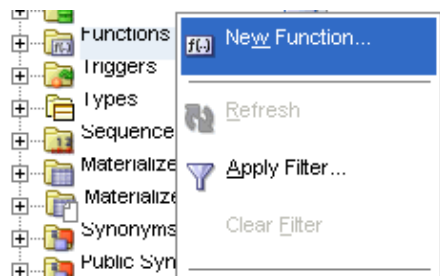 Functions
Triggers
Types
Sequence
Materialize
Materialize
Synonyms
Public Syn
f(.) New Function...
Refresh
Apply Filter...
Clear Filter